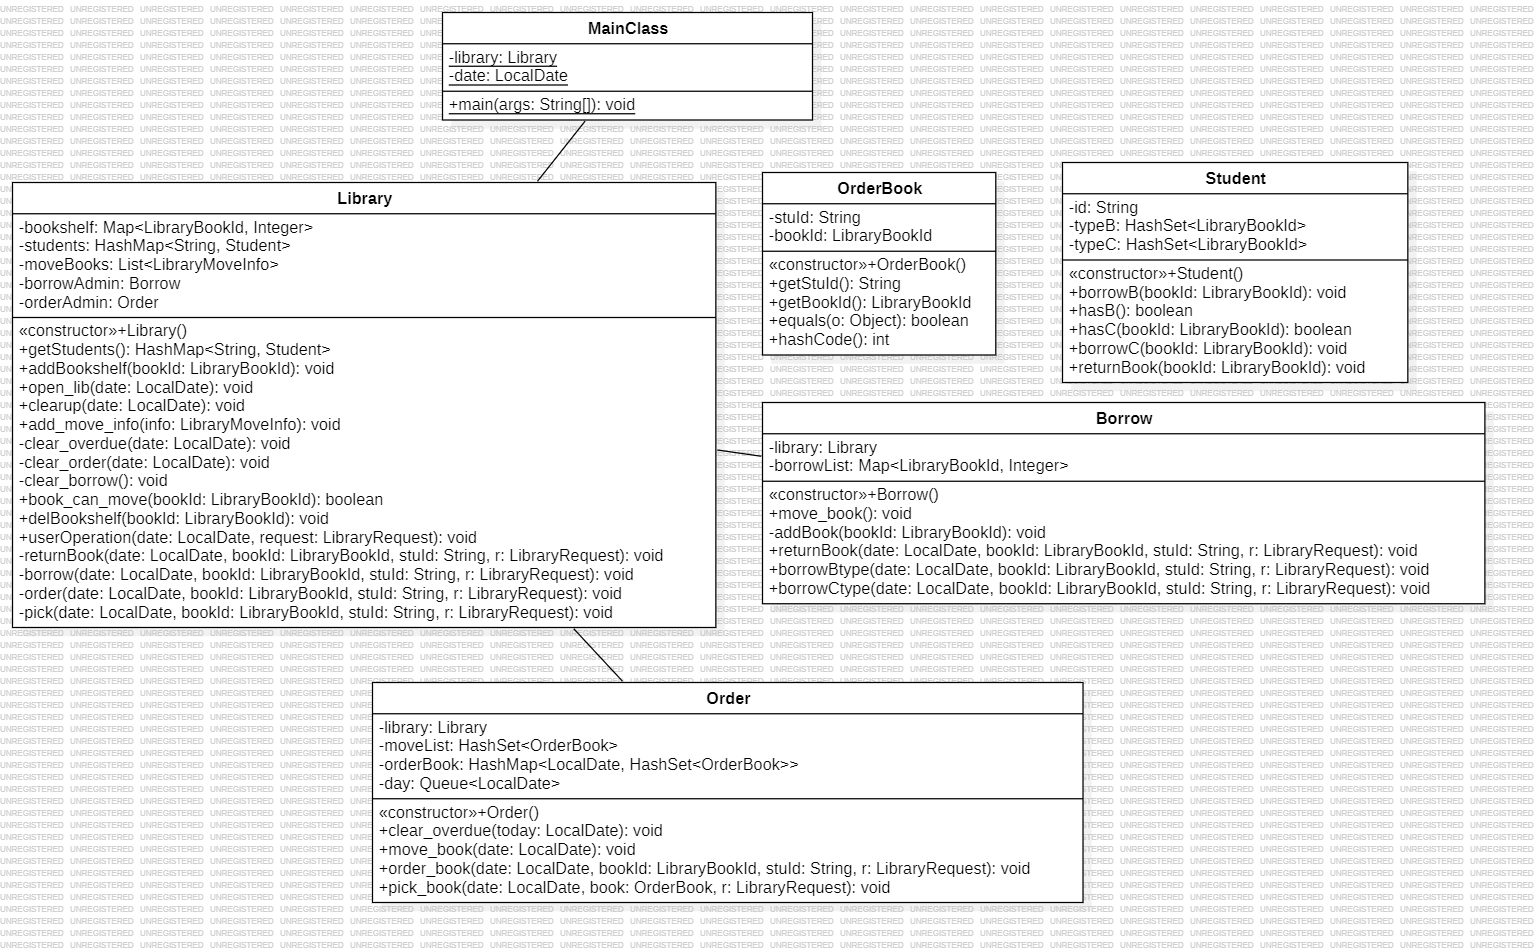 MainClass
-library: Library
-date: LocalDate
+main(args: String[]): void
Library
-bookshelf: Map<LibraryBookId, Integer>
-students: HashMap<String, Student>
-moveBooks: List<LibraryMoveInfo>
-borrowAdmin: Borrow
-orderAdmin: Order
«constructor»+Library()
+getStudents(): HashMap<String, Student>
+addBookshelf(bookId: LibraryBookId): void
+open_lib(date: LocalDate): void
+clearup(date: LocalDate): void
+add_move_info(info: LibraryMoveInfo): void
-clear_overdue(date: LocalDate): void
-clear_order(date: LocalDate): void
-clear_borrow(): void
+book_can_move(bookId: LibraryBookId): boolean
+delBookshelf(bookId: LibraryBookId): void
+userOperation(date: LocalDate, request: LibraryRequest): void
-returnBook(date: LocalDate, bookId: LibraryBookId, stuId: String, r: LibraryRequest): void
-borrow(date: LocalDate, bookId: LibraryBookId, stuId: String, r: LibraryRequest): void
-order(date: LocalDate, bookId: LibraryBookId, stuId: String, r: LibraryRequest): void
-pick(date: LocalDate, bookId: LibraryBookId, stuId: String, r: LibraryRequest): void
OrderBook
-stuId: String
-bookId: LibraryBookId
«constructor»+OrderBook()
+getStuId(): String
+getBookId(): LibraryBookId
+equals(o: Object): boolean
+hashCode(): int
Student
-id: String
-typeB: HashSet<LibraryBookId>
-typeC: HashSet<LibraryBookId>
«constructor»+Student()
+borrowB(bookId: LibraryBookId): void
+hasB(): boolean
+hasC(bookId: LibraryBookId): boolean
+borrowC(bookId: LibraryBookId): void
+returnBook(bookId: LibraryBookId): void
Borrow
-library: Library
-borrowList: Map<LibraryBookId, Integer>
«constructor»+Borrow()
+move_book(): void
-addBook(bookId: LibraryBookId): void
+returnBook(date: LocalDate, bookId: LibraryBookId, stuId: String, r: LibraryRequest): void
+borrowBtype(date: LocalDate, bookId: LibraryBookId, stuId: String, r: LibraryRequest): void
+borrowCtype(date: LocalDate, bookId: LibraryBookId, stuId: String, r: LibraryRequest): void
Order
-library: Library
-moveList: HashSet<OrderBook>
-orderBook: HashMap<LocalDate, HashSet<OrderBook>>
-day: Queue<LocalDate>
«constructor»+Order()
+clear_overdue(today: LocalDate): void
+move_book(date: LocalDate): void
+order_book(date: LocalDate, bookId: LibraryBookId, stuId: String, r: LibraryRequest): void
+pick_book(date: LocalDate, book: OrderBook, r: LibraryRequest): void
UNREGISTERED